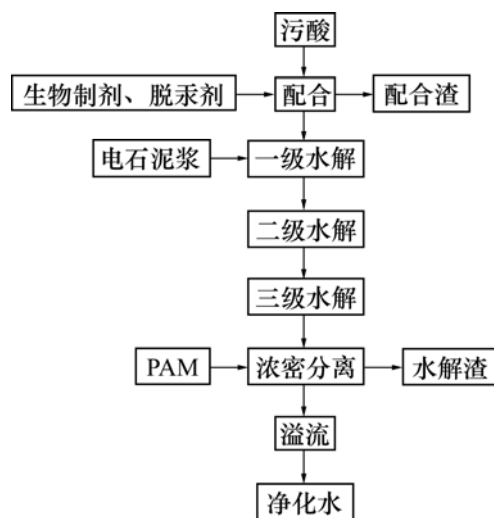 污酸
生物制剂、脱汞剂
配合
配合渣
电石泥浆
一级水解
二级水解
三级水解
PAM
浓密分离
水解渣
溢流
净化水